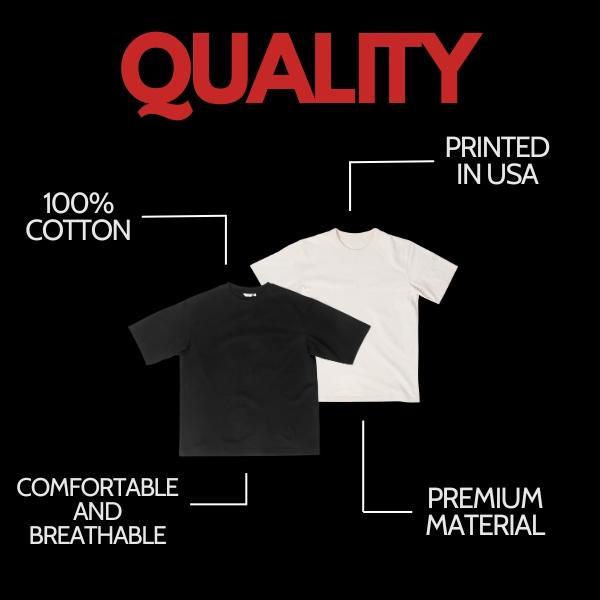 QUALITY
PRINTED
IN USA
100%
COTTON
COMFORTABLE
AND
BREATHABLE
PREMIUM
MATERIAL